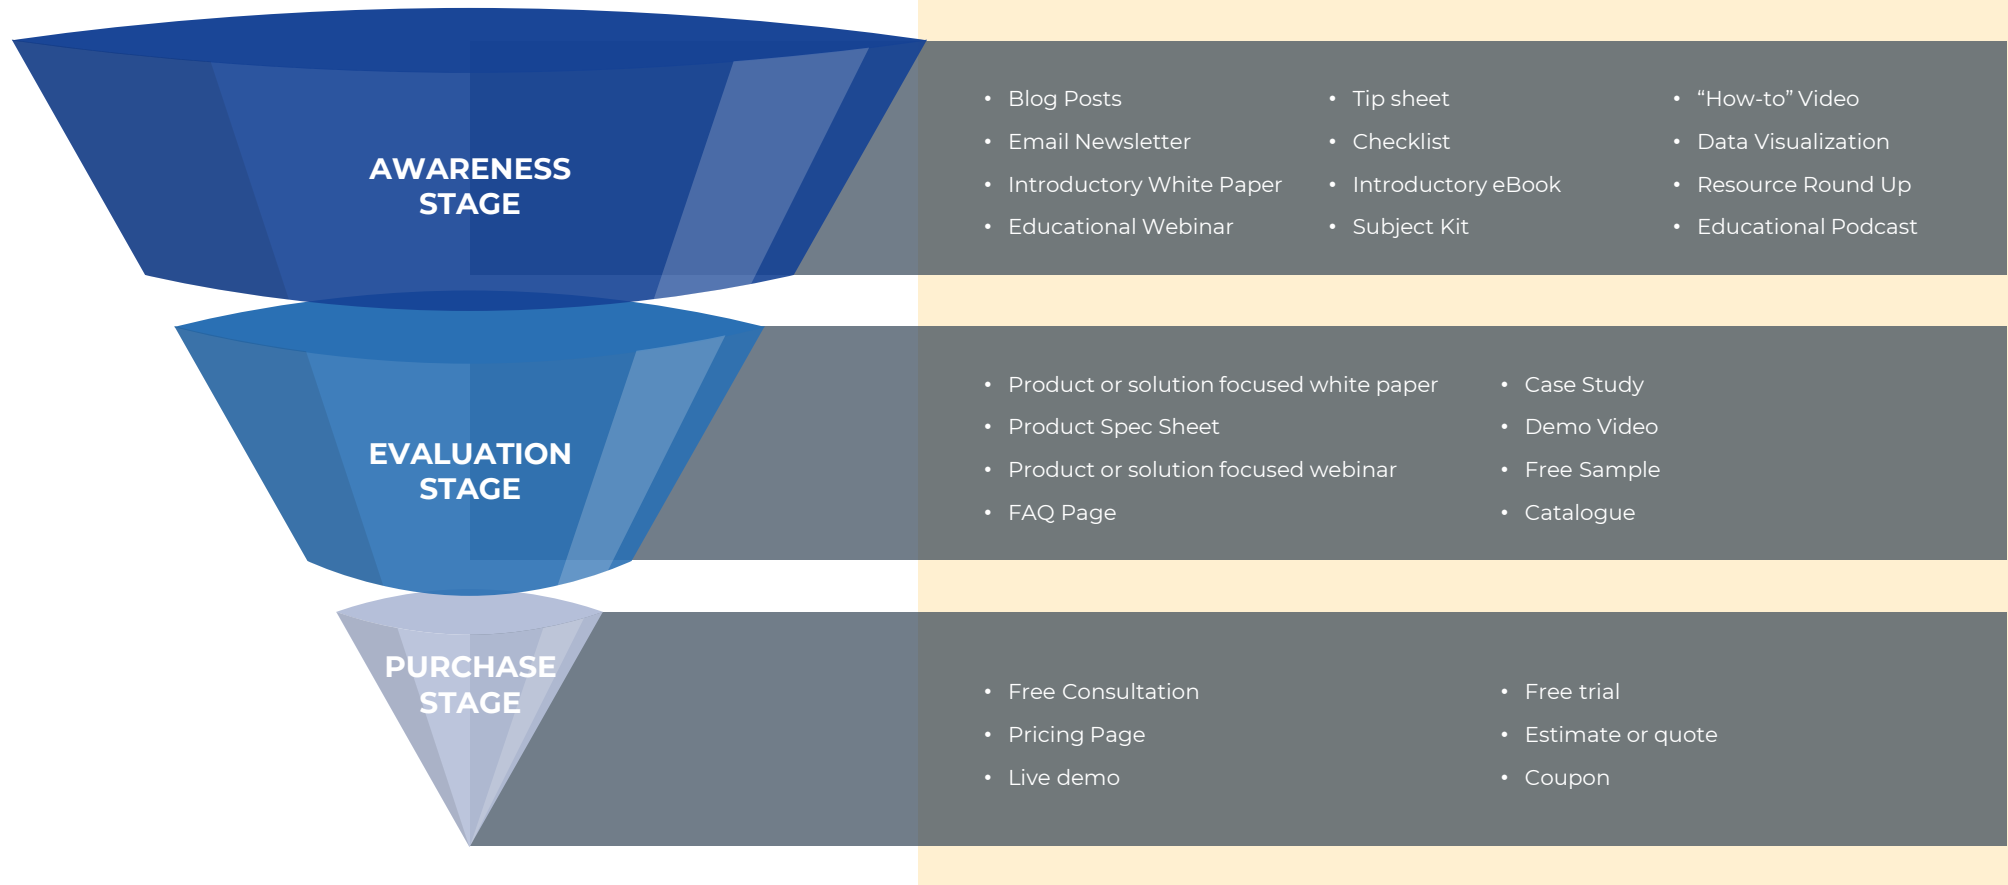 AWARENESS
STAGE
• Blog Posts
• Email Newsletter
• Introductory White Paper
• Educational Webinar
• Tip sheet
• Checklist
• Introductory eBook
• Subject Kit
• “How-to” Video
• Data Visualization
• Resource Round Up
• Educational Podcast
EVALUATION
STAGE
• Product or solution focused white paper
• Product Spec Sheet
• Product or solution focused webinar
• FAQ Page
• Case Study
• Demo Video
• Free Sample
• Catalogue
PURCHASE
STAGE
• Free Consultation
• Pricing Page
• Live demo
• Free trial
• Estimate or quote
• Coupon